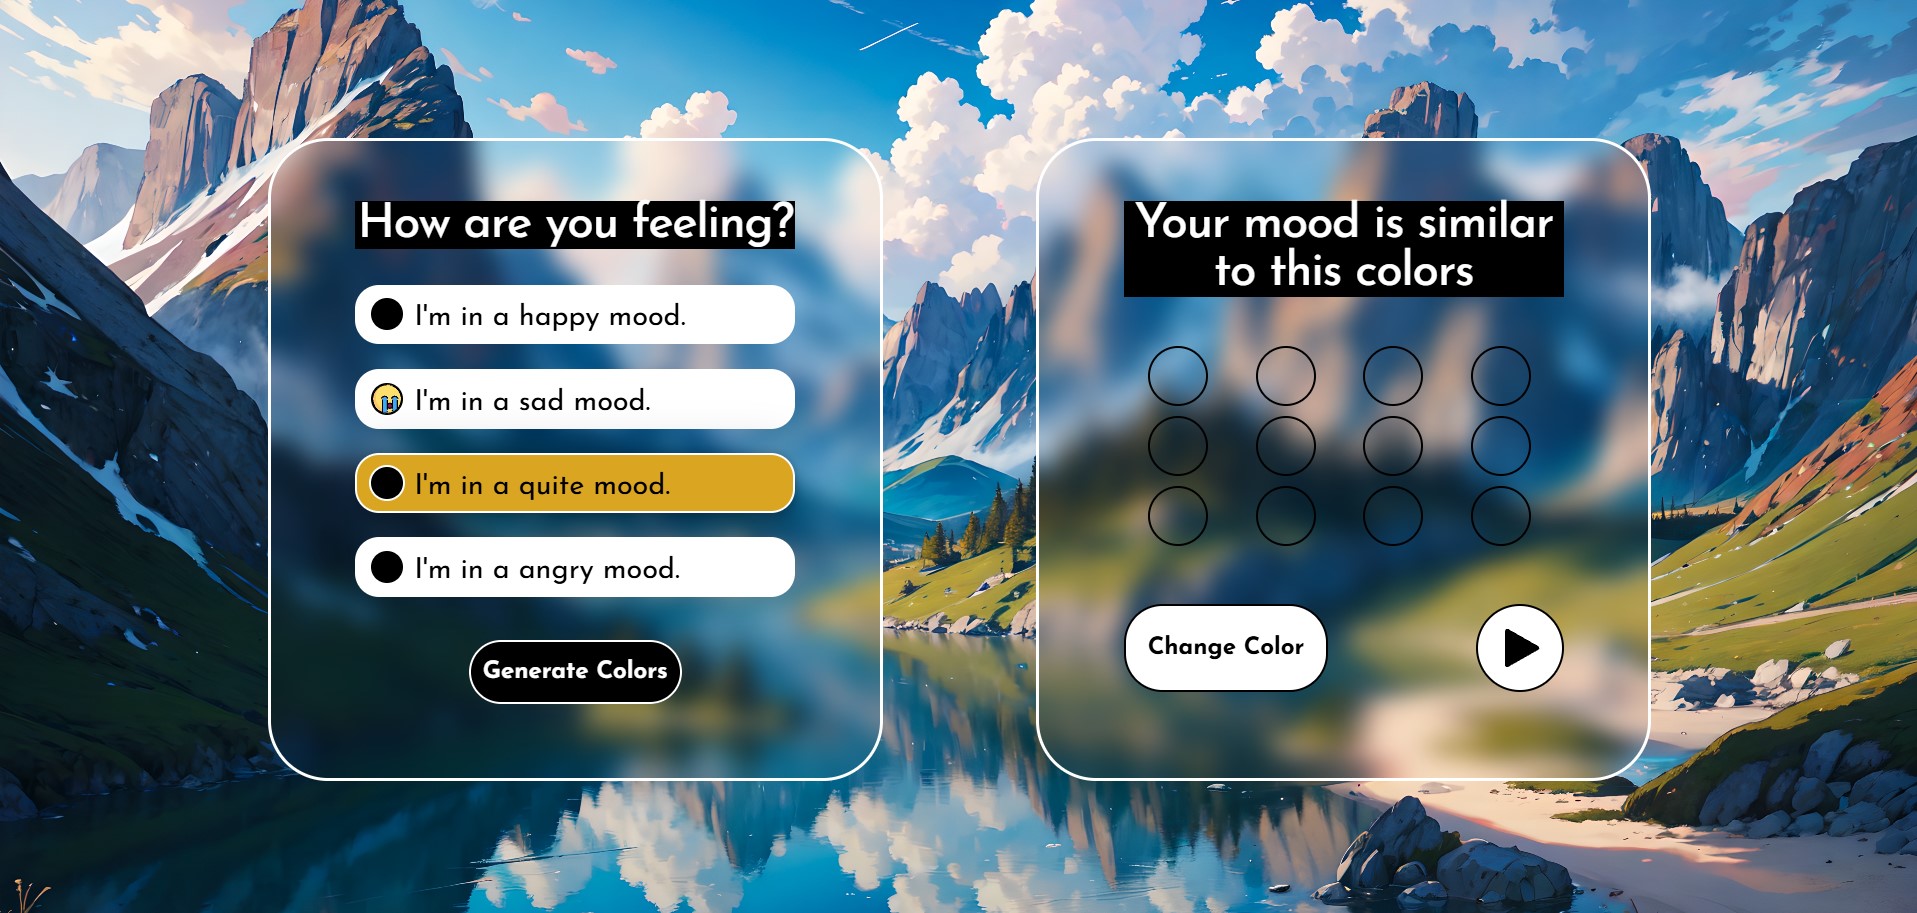 How are you feeling?
I'm in a happy mood.
I'm in a sad mood.
I'm in a quite mood.
I'm in a angry mood.
Generate Colors
Your mood is similar
to this colors
Change Color